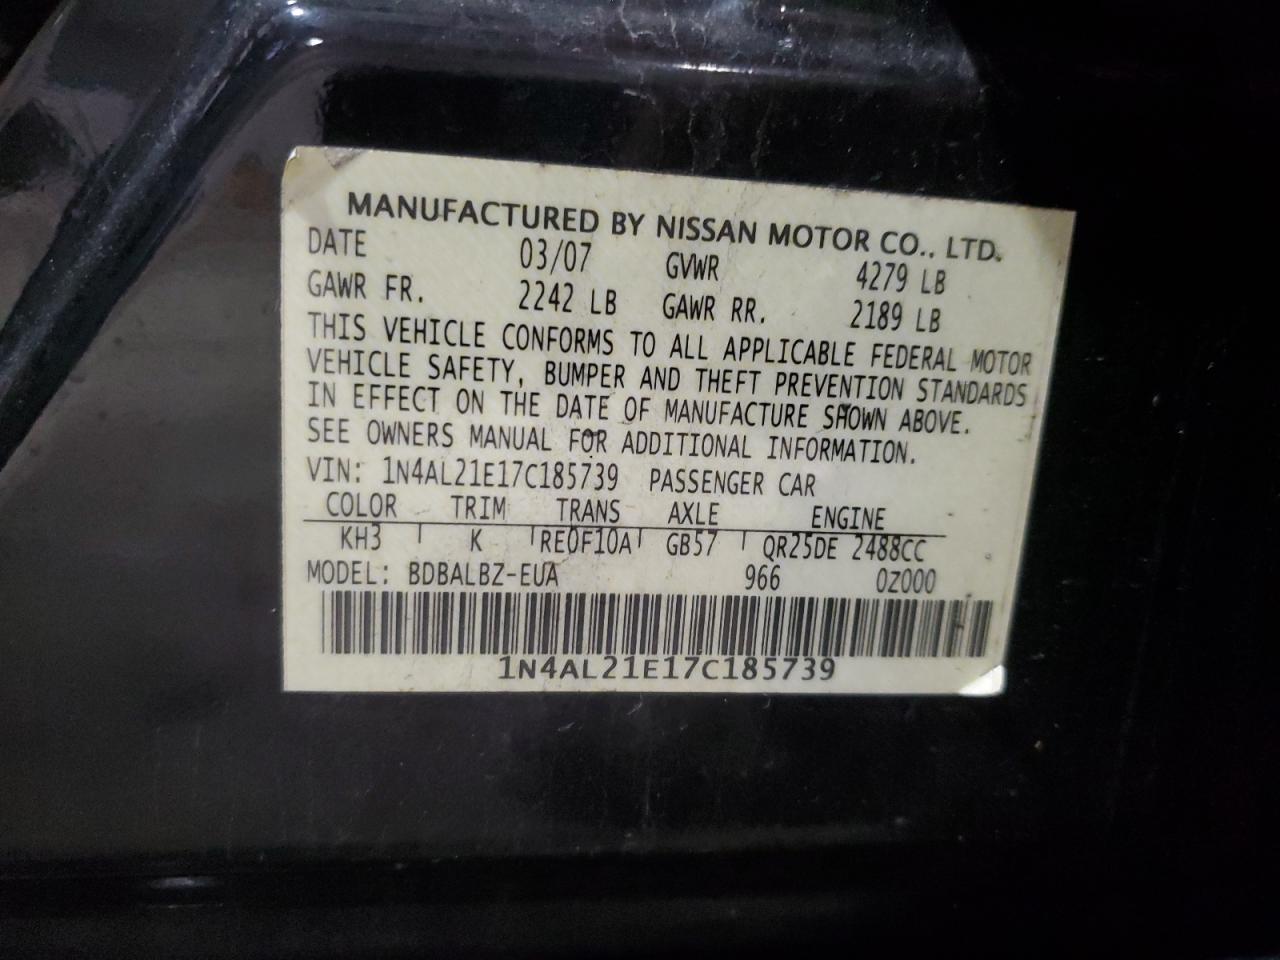 MANUFACTURED BY NISSAN MOTOR CO., LTD.
DATE 03/07 GVWR 4279 LB
GAWR FR. 2242 LB GAWR RR. 2189 LB
THIS VEHICLE CONFORMS TO ALL APPLICABLE FEDERAL MOTOR
VEHICLE SAFETY, BUMPER AND THEFT PREVENTION STANDARDS
IN EFFECT ON THE DATE OF MANUFACTURE SHOWN ABOVE.
SEE OWNERS MANUAL FOR ADDITIONAL INFORMATION.
VIN: 1N4AL21E17C185739 PASSENGER CAR
COLOR TRIM TRANS AXLE ENGINE
KH3 K RE0F10A GB57 QR25DE 2488CC
MODEL: BDBALBZ-EUA 966 0Z000
1N4AL21E17C185739